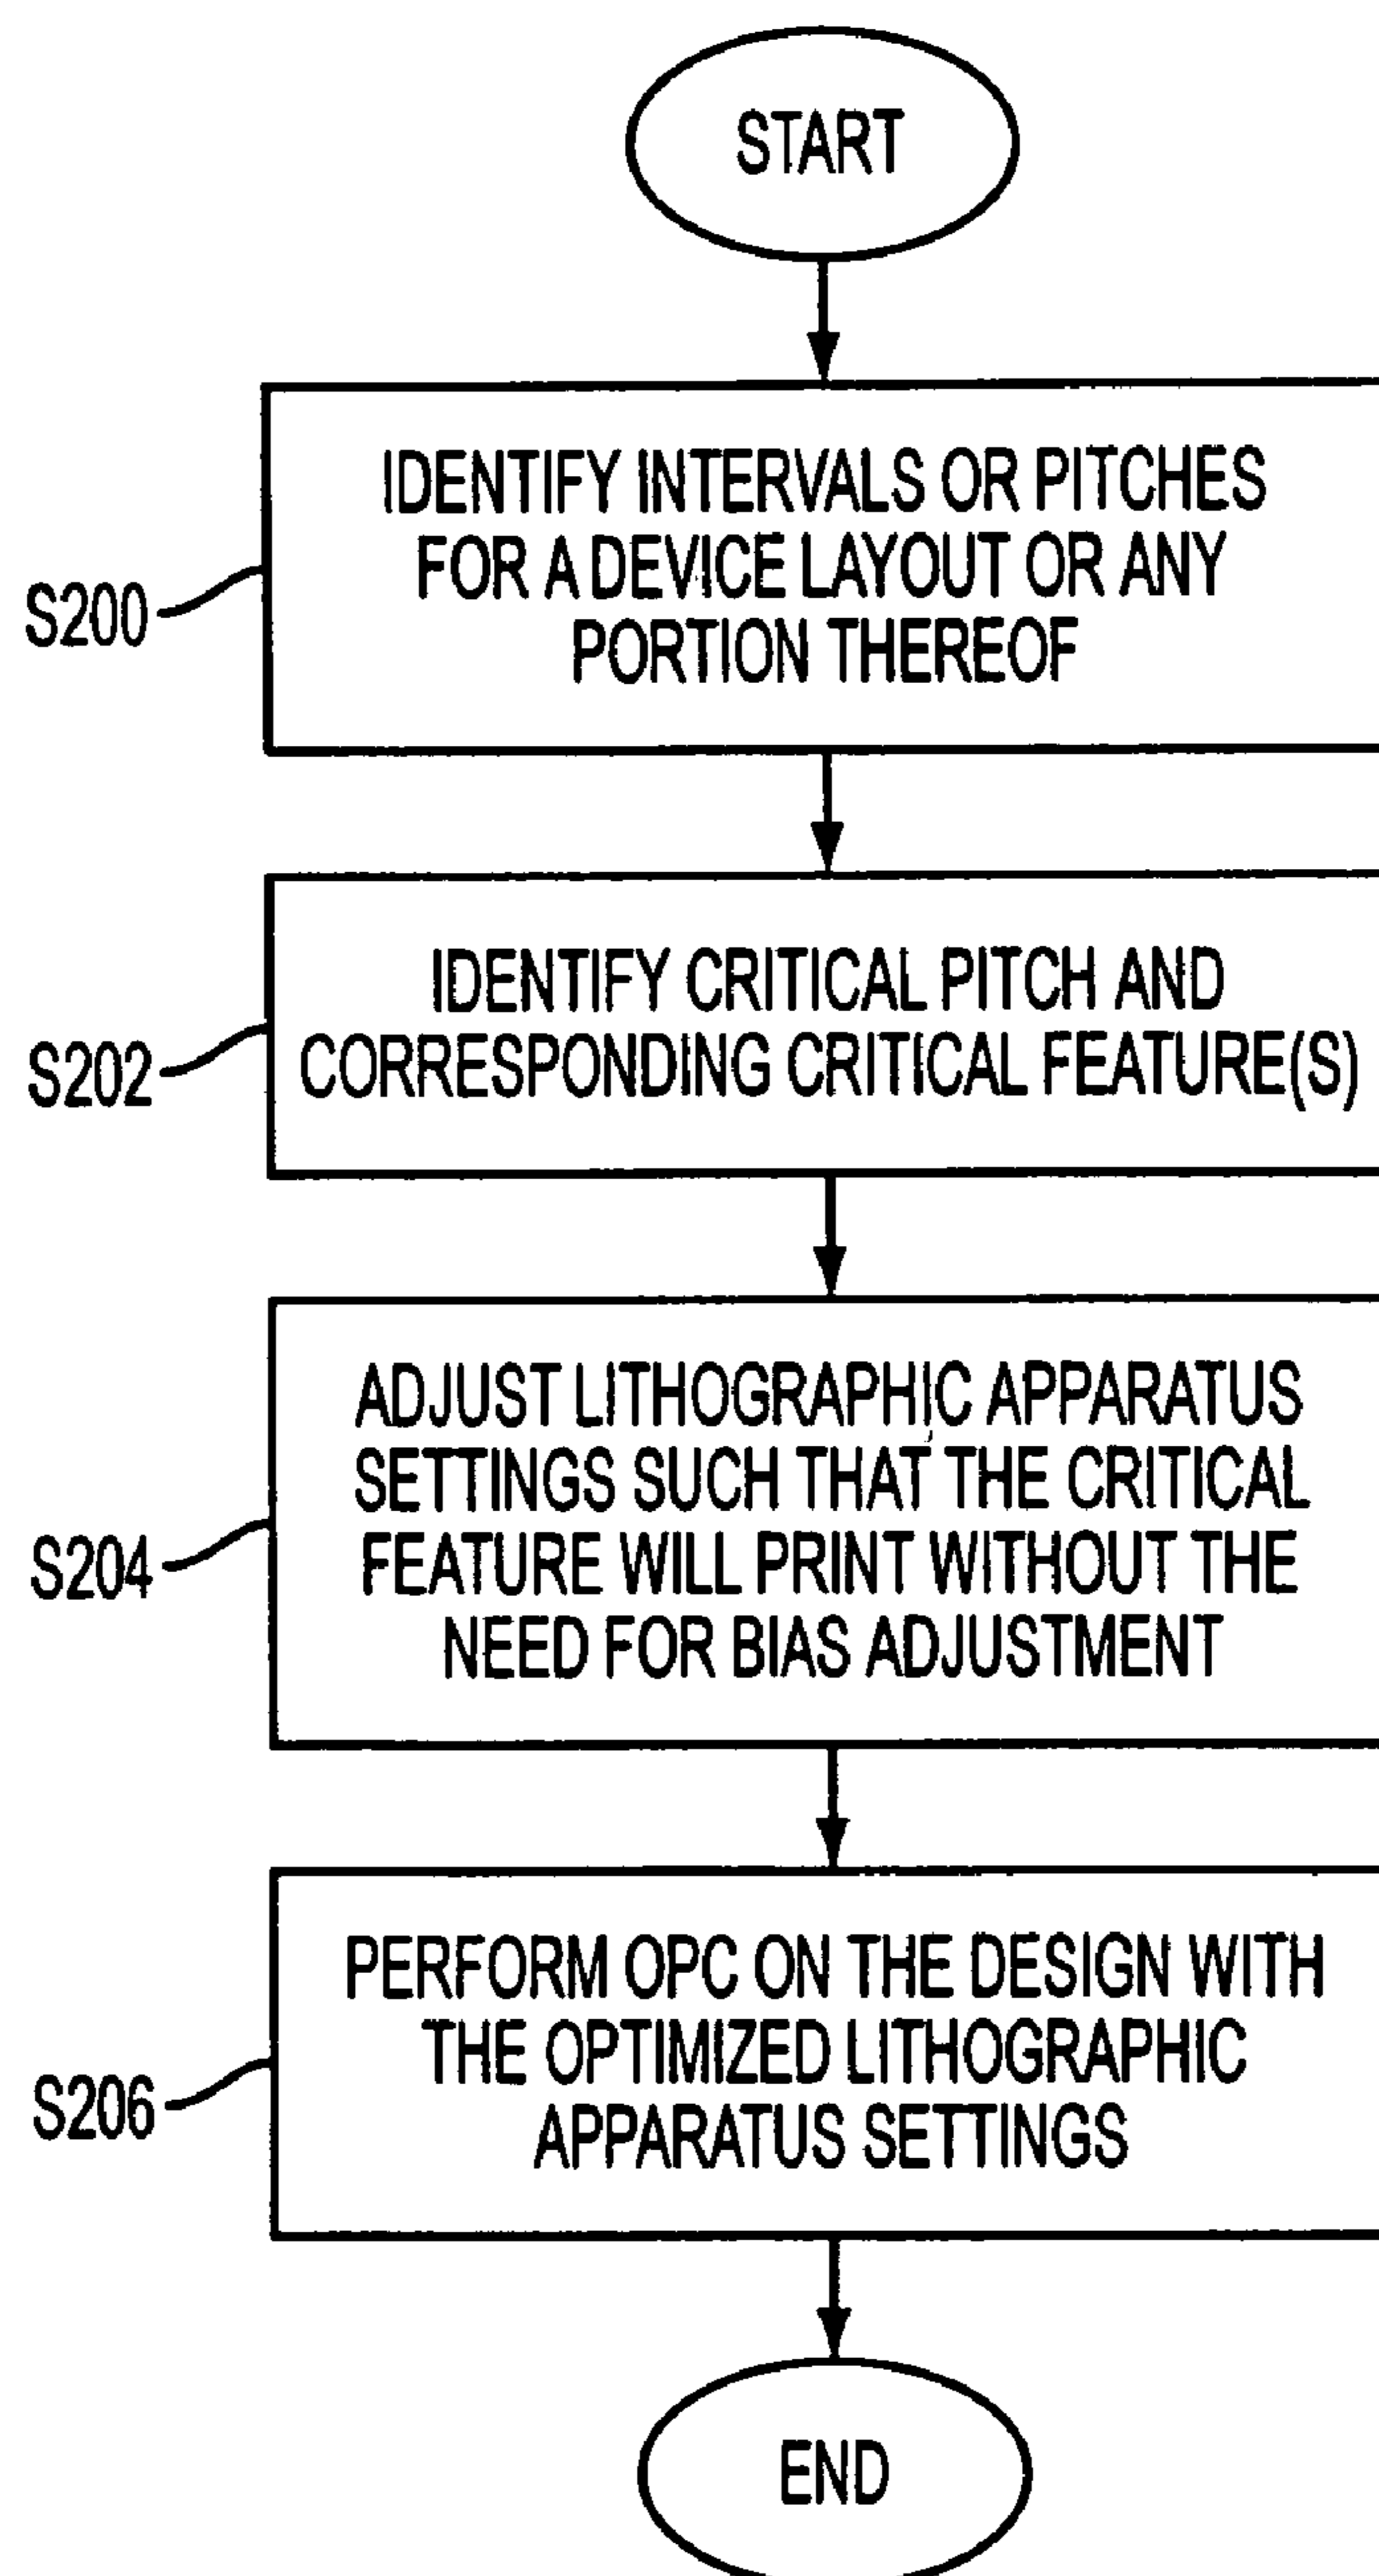 START
IDENTIFY INTERVALS OR PITCHES
FOR A DEVICE LAYOUT OR ANY
PORTION THEREOF
S200
IDENTIFY CRITICAL PITCH AND
CORRESPONDING CRITICAL FEATURE(S)
S202
ADJUST LITHOGRAPHIC APPARATUS
SETTINGS SUCH THAT THE CRITICAL
FEATURE WILL PRINT WITHOUT THE
NEED FOR BIAS ADJUSTMENT
S204
PERFORM OPC ON THE DESIGN WITH
THE OPTIMIZED LITHOGRAPHIC
APPARATUS SETTINGS
S206
END